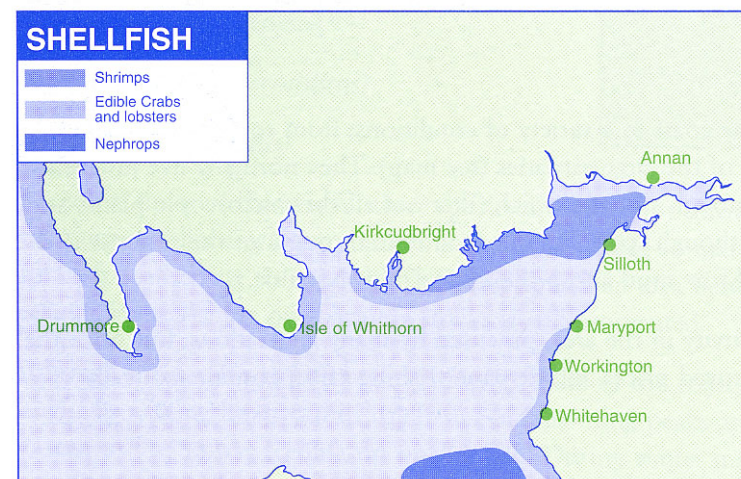 SHELLFISH
Shrimps
Edible Crabs
and lobsters
Nephrops
Annan
Kirkcudbright
Silloth
Drummore
Isle of Whithorn
Maryport
Workington
Whitehaven